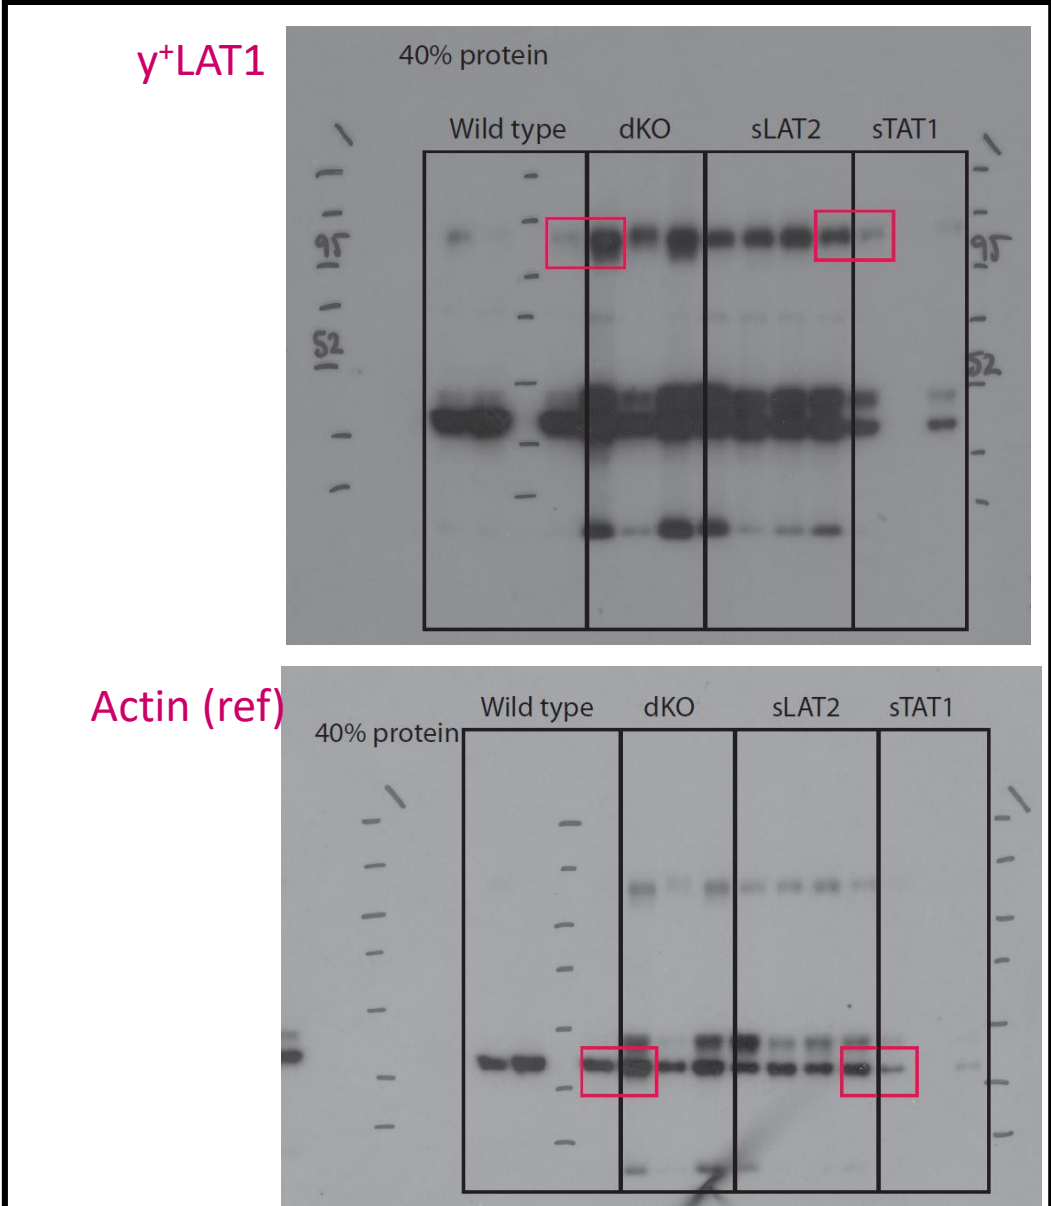 y⁺LAT1
40% protein
Wild type dKO sLAT2 sTAT1
95 95
52 52
Actin (ref)
Wild type dKO sLAT2 sTAT1
40% protein